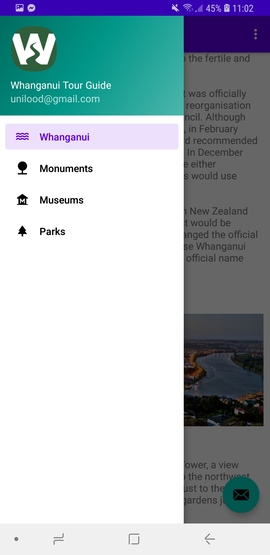 45% 11:02
W
Whanganui Tour Guide
unilood@gmail.com
Whanganui
Monuments
Museums
Parks
to the fertile and
t was officially
reorganisation
ncil. Although
, in February
d recommended
. In December
e either
s would use
n New Zealand
t would be
anged the official
se Whanganui
official name
ower, a view
o the northwest
ust to the
gardens j